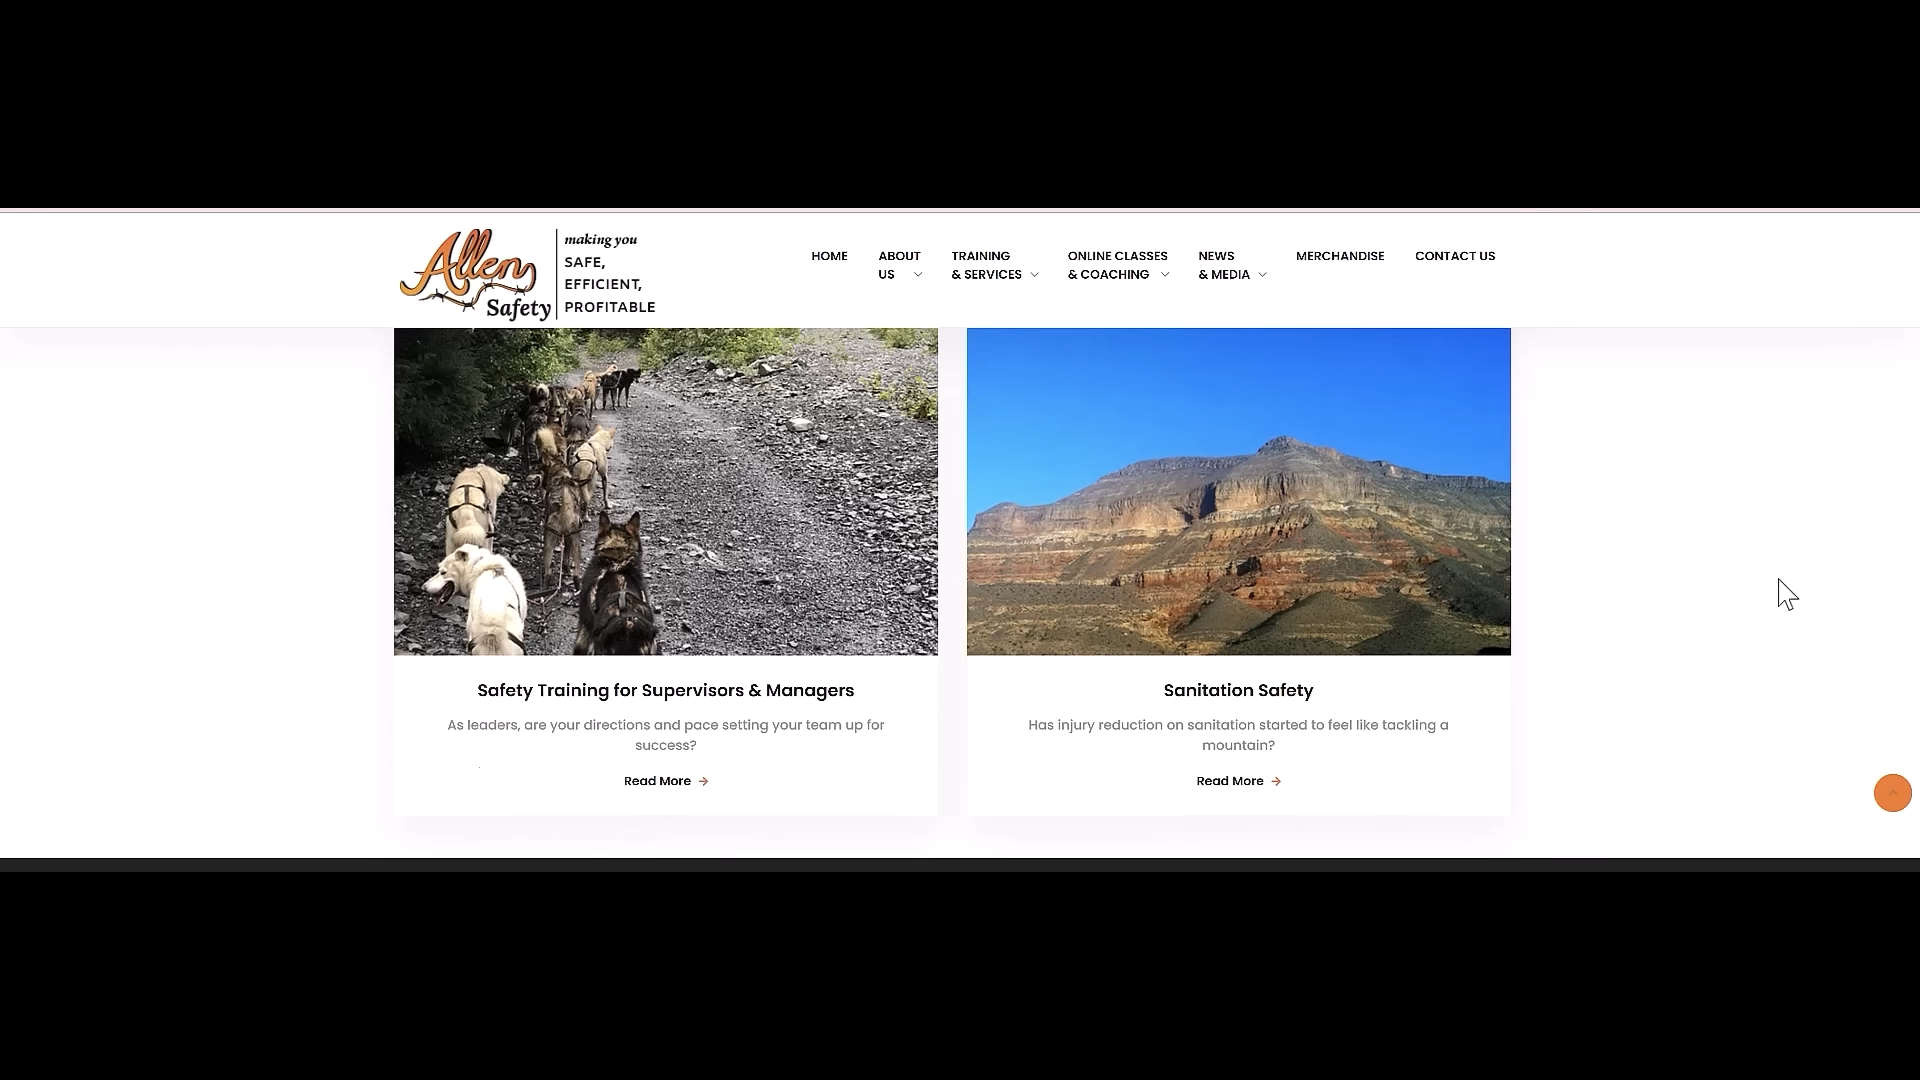 Allen
Safety
making you
SAFE,
EFFICIENT,
PROFITABLE
HOME
ABOUT
US
TRAINING
& SERVICES
ONLINE CLASSES
& COACHING
NEWS
& MEDIA
MERCHANDISE
CONTACT US
Safety Training for Supervisors & Managers
As leaders, are your directions and pace setting your team up for
success?
Read More
Sanitation Safety
Has injury reduction on sanitation started to feel like tackling a
mountain?
Read More